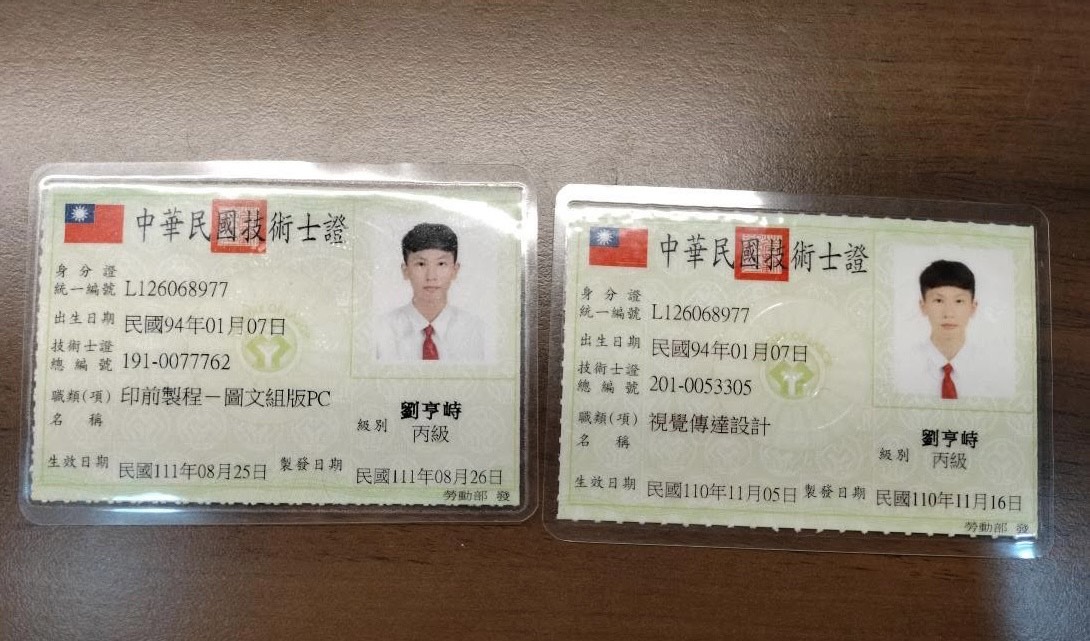 中華民國技術士證
身分證
統一編號 L126068977
出生日期 民國94年01月07日
技術士證
總編號 191-0077762
職類(項) 印前製程－圖文組版PC
名稱
劉亨峙
級別 丙級
生效日期 民國111年08月25日 製發日期 民國111年08月26日
勞動部 發
中華民國技術士證
身分證
統一編號 L126068977
出生日期 民國94年01月07日
技術士證
總編號 201-0053305
職類(項) 視覺傳達設計
名稱
劉亨峙
級別 丙級
生效日期 民國110年11月05日 製發日期 民國110年11月16日
勞動部 發